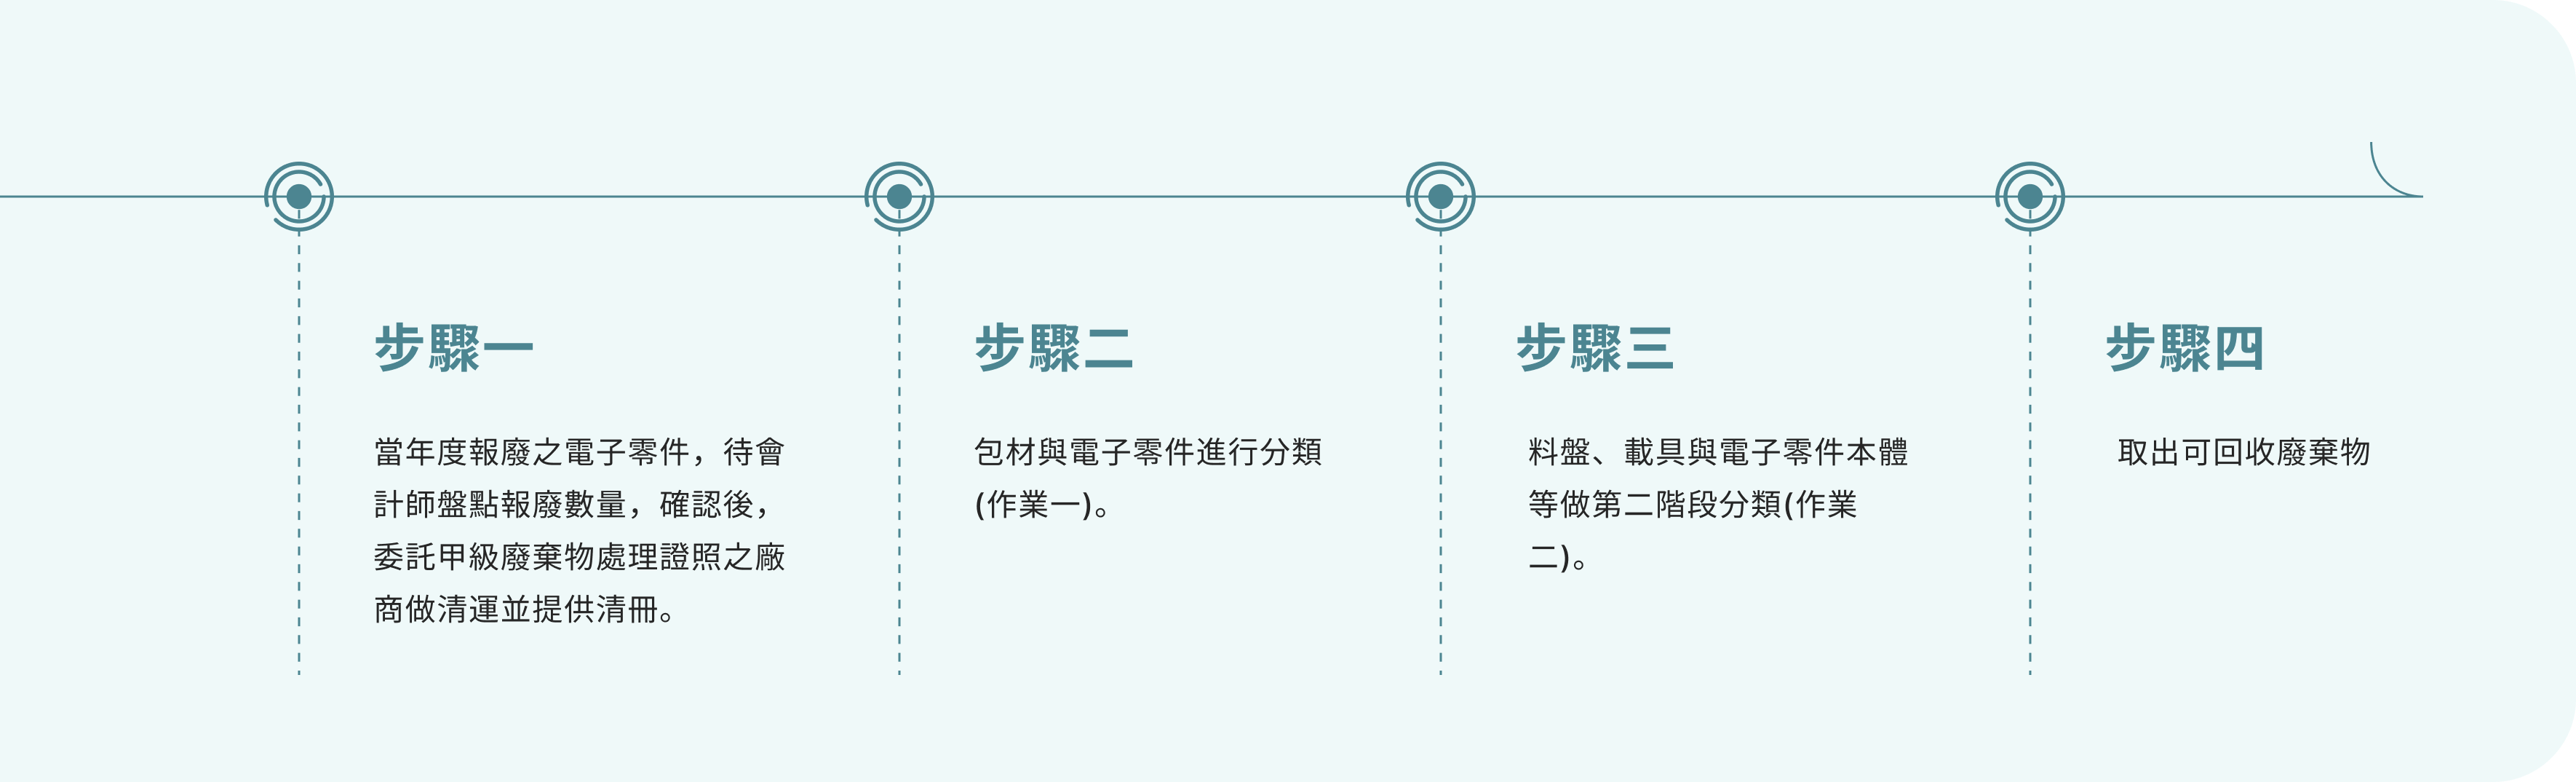 步驟一
當年度報廢之電子零件，待會
計師盤點報廢數量，確認後，
委託甲級廢棄物處理證照之廠
商做清運並提供清冊。
步驟二
包材與電子零件進行分類
(作業一)。
步驟三
料盤、載具與電子零件本體
等做第二階段分類(作業
二)。
步驟四
取出可回收廢棄物